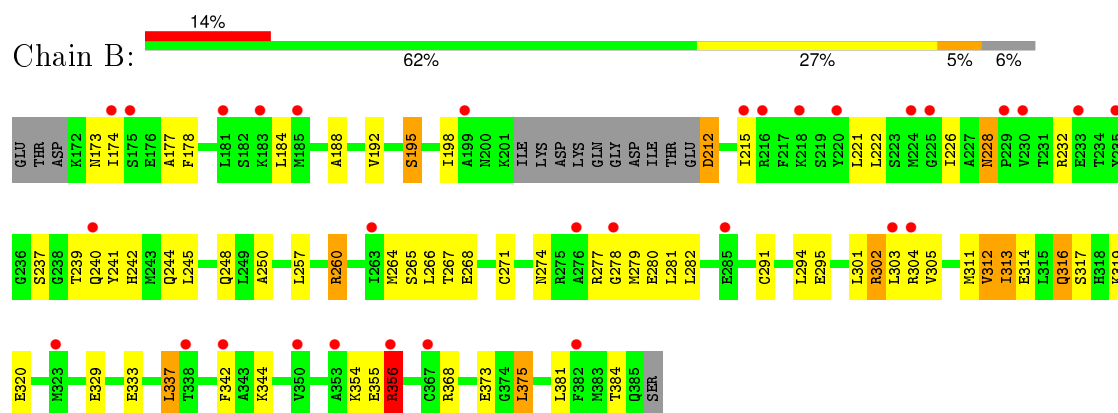 14%
Chain B:
62% 27% 5% 6%
GLU THR ASP K172 N173 I174 S175 E176 A177 F178 L181 S182 K183 L184 M185 A188 V192 S195 I198 A199 N200 K201 ILE LYS ASP LYS GLN GLY ASP ILE THR GLU D212 I215 R216 F217 K218 S219 Y220 L221 L222 S223 M224 G225 I226 A227 N228 P229 V230 T231 R232 E233 T234 Y235
G236 S237 G238 T239 Q240 Y241 H242 M243 Q244 L245 Q248 L249 A250 L257 R260 I263 M264 S265 L266 T267 E268 C271 N274 R275 A276 R277 G278 M279 E280 L281 L282 E285 C291 L294 E295 L301 R302 L303 R304 V305 M311 V312 I313 E314 L315 Q316 S317 H318 K319
E320 M323 E329 E333 L337 T338 F342 A343 K344 V350 A353 K354 E355 R356 C367 R368 E373 G374 L375 L381 F382 M383 T384 Q385 SER